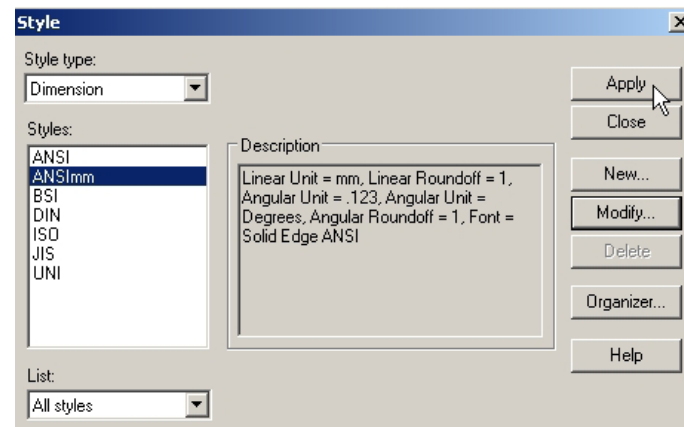 Style
Style type:
Dimension
Styles:
ANSI
ANSImm
BSI
DIN
ISO
JIS
UNI
List:
All styles
Description
Linear Unit = mm, Linear Roundoff = 1,
Angular Unit = .123, Angular Unit =
Degrees, Angular Roundoff = 1, Font =
Solid Edge ANSI
Apply
Close
New...
Modify...
Delete
Organizer...
Help